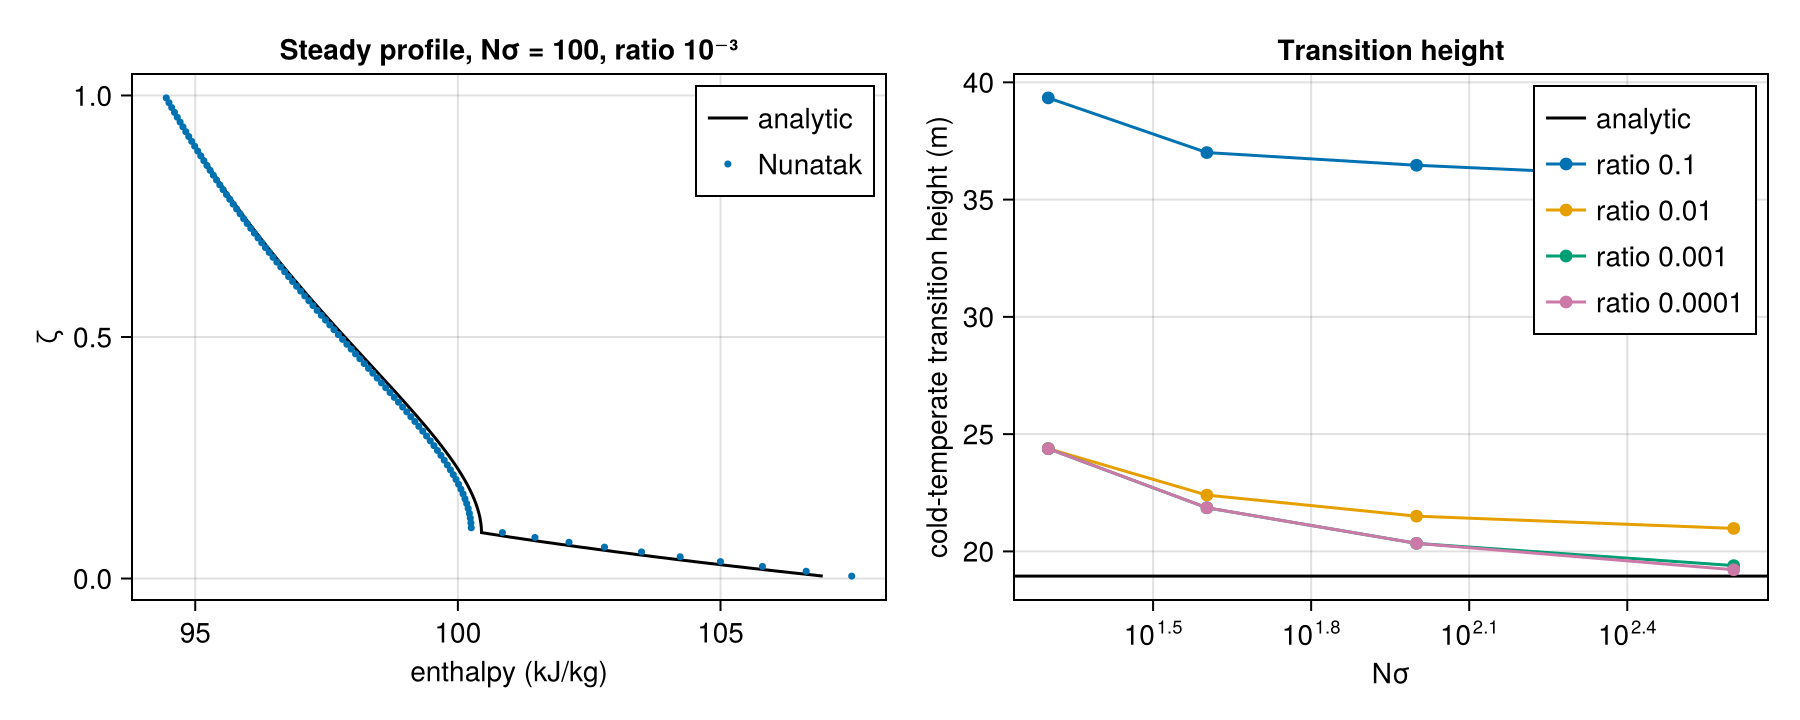 Steady profile, Nσ = 100, ratio 10⁻³
analytic
Nunatak
1.0
0.5
0.0
ζ
95
100
105
enthalpy (kJ/kg)
Transition height
analytic
ratio 0.1
ratio 0.01
ratio 0.001
ratio 0.0001
40
35
30
25
20
cold-temperate transition height (m)
10^1.5
10^1.8
10^2.1
10^2.4
Nσ